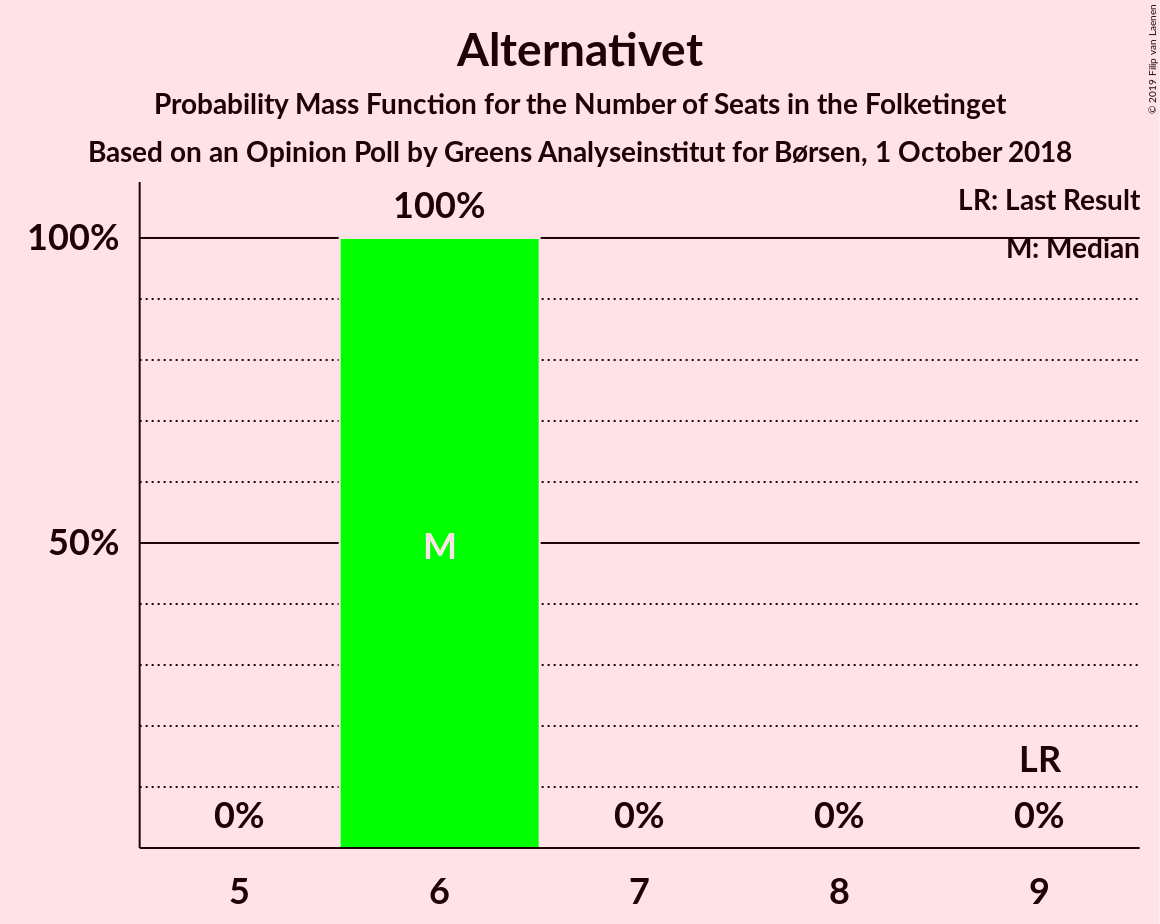 Alternativet
Probability Mass Function for the Number of Seats in the Folketinget
Based on an Opinion Poll by Greens Analyseinstitut for Børsen, 1 October 2018
© 2019 Filip van Laenen
LR: Last Result
M: Median
100%
100%
50%
M
LR
0%
0%
0%
0%
5
6
7
8
9